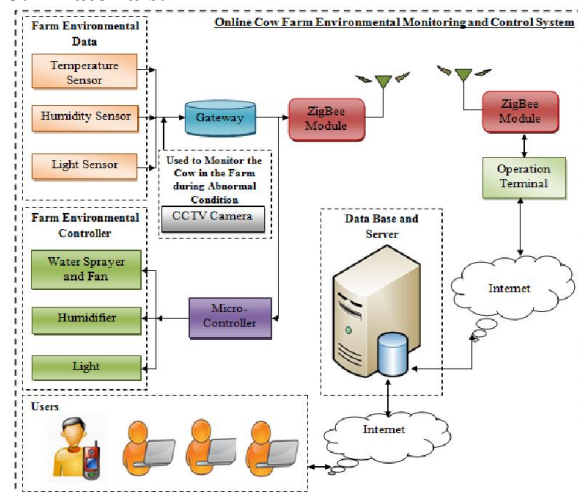 Online Cow Farm Environmental Monitoring and Control System
Farm Environmental
Data
Temperature
Sensor
Humidity Sensor
Light Sensor
Gateway
ZigBee
Module
ZigBee
Module
Used to Monitor the
Cow in the Farm
during Abnormal
Condition
CCTV Camera
Operation
Terminal
Farm Environmental
Controller
Water Sprayer
and Fan
Humidifier
Light
Micro-
Controller
Data Base and
Server
Internet
Users
Internet